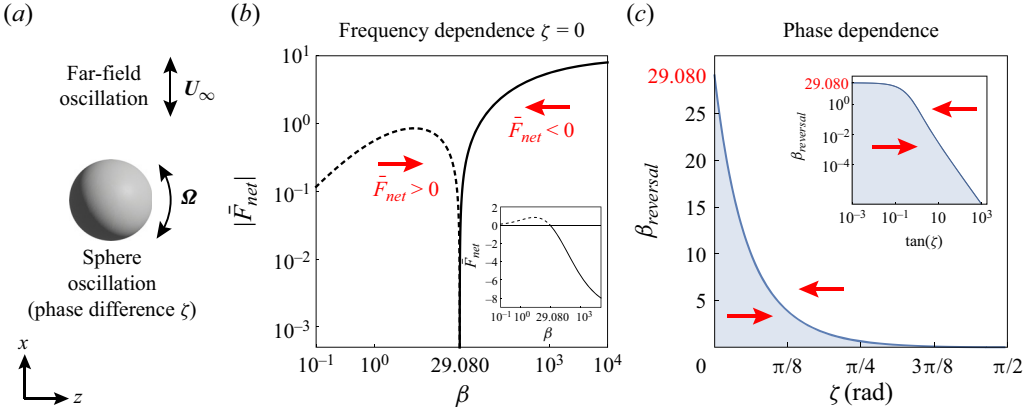 (a)
Far-field
oscillation
U∞
Ω
Sphere
oscillation
(phase difference ζ)
x
z
(b)
Frequency dependence ζ = 0
|F̄net|
10¹
10⁰
10⁻¹
10⁻²
10⁻³
F̄net > 0
F̄net < 0
10⁻¹
10⁰
29.080
10³
10⁴
β
F̄net
2
0
−2
−4
−6
−8
10⁻¹
10⁰
29.080
10³
β
(c)
Phase dependence
βreversal
29.080
25
20
15
10
5
0
π/8
π/4
3π/8
π/2
ζ (rad)
βreversal
29.080
10⁰
10⁻²
10⁻⁴
10⁻³
10⁻¹
10
10³
tan(ζ)